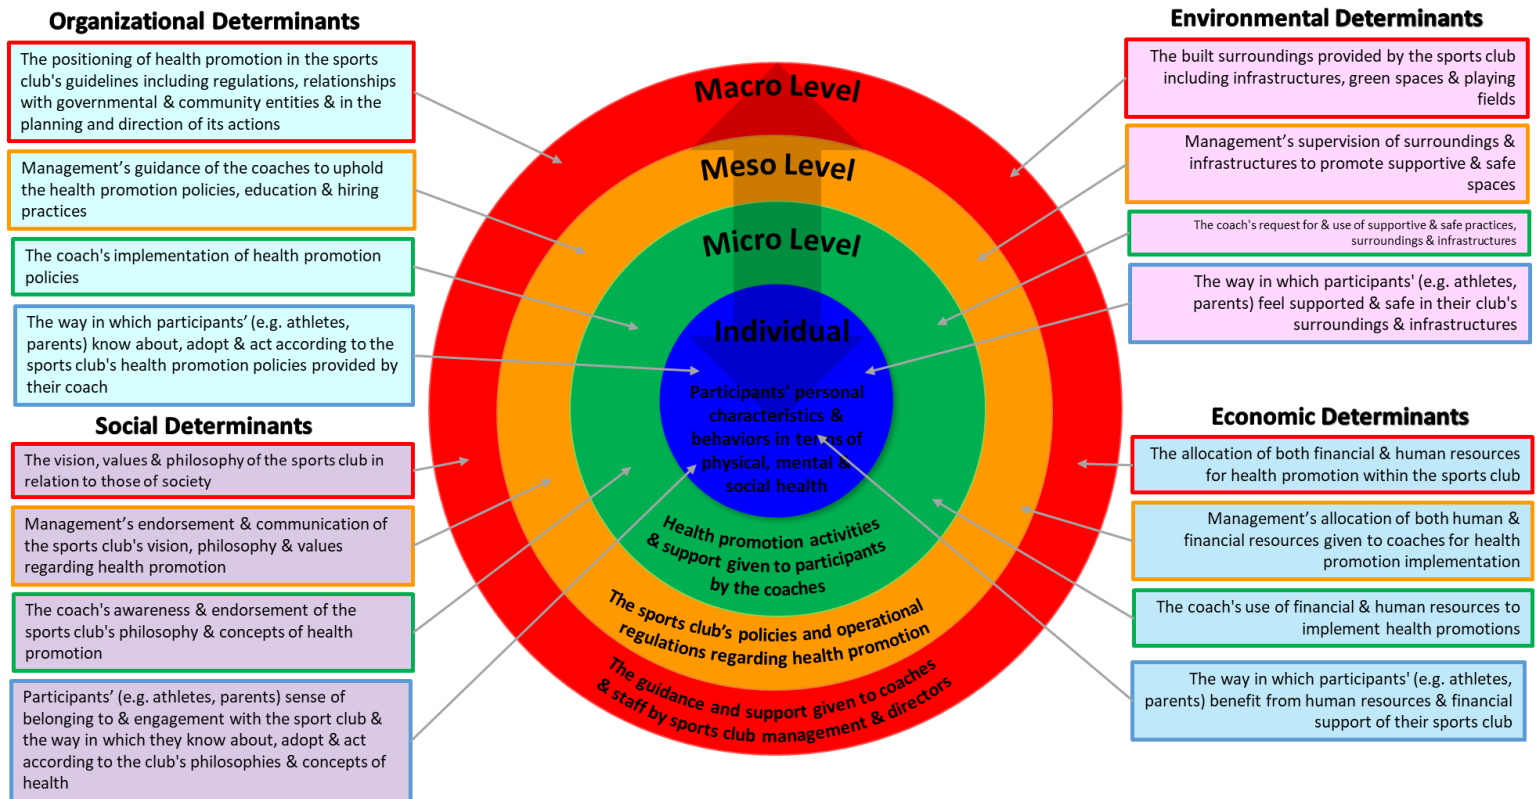 Organizational Determinants
The positioning of health promotion in the sports
club's guidelines including regulations, relationships
with governmental & community entities & in the
planning and direction of its actions
Management's guidance of the coaches to uphold
the health promotion policies, education & hiring
practices
The coach's implementation of health promotion
policies
The way in which participants' (e.g. athletes,
parents) know about, adopt & act according to the
sports club's health promotion policies provided by
their coach
Social Determinants
The vision, values & philosophy of the sports club in
relation to those of society
Management's endorsement & communication of
the sports club's vision, philosophy & values
regarding health promotion
The coach's awareness & endorsement of the
sports club's philosophy & concepts of health
promotion
Participants' (e.g. athletes, parents) sense of
belonging to & engagement with the sport club &
the way in which they know about, adopt & act
according to the club's philosophies & concepts of
health
Macro Level
Meso Level
Micro Level
Individual
Participants' personal
characteristics &
behaviors in terms of
physical, mental &
social health
Health promotion activities
& support given to participants
by the coaches
The sports club's policies and operational
regulations regarding health promotion
The guidance and support given to coaches
& staff by sports club management & directors
Environmental Determinants
The built surroundings provided by the sports club
including infrastructures, green spaces & playing
fields
Management's supervision of surroundings &
infrastructures to promote supportive & safe
spaces
The coach's request for & use of supportive & safe practices,
surroundings & infrastructures
The way in which participants' (e.g. athletes,
parents) feel supported & safe in their club's
surroundings & infrastructures
Economic Determinants
The allocation of both financial & human resources
for health promotion within the sports club
Management's allocation of both human &
financial resources given to coaches for health
promotion implementation
The coach's use of financial & human resources to
implement health promotions
The way in which participants' (e.g. athletes,
parents) benefit from human resources & financial
support of their sports club